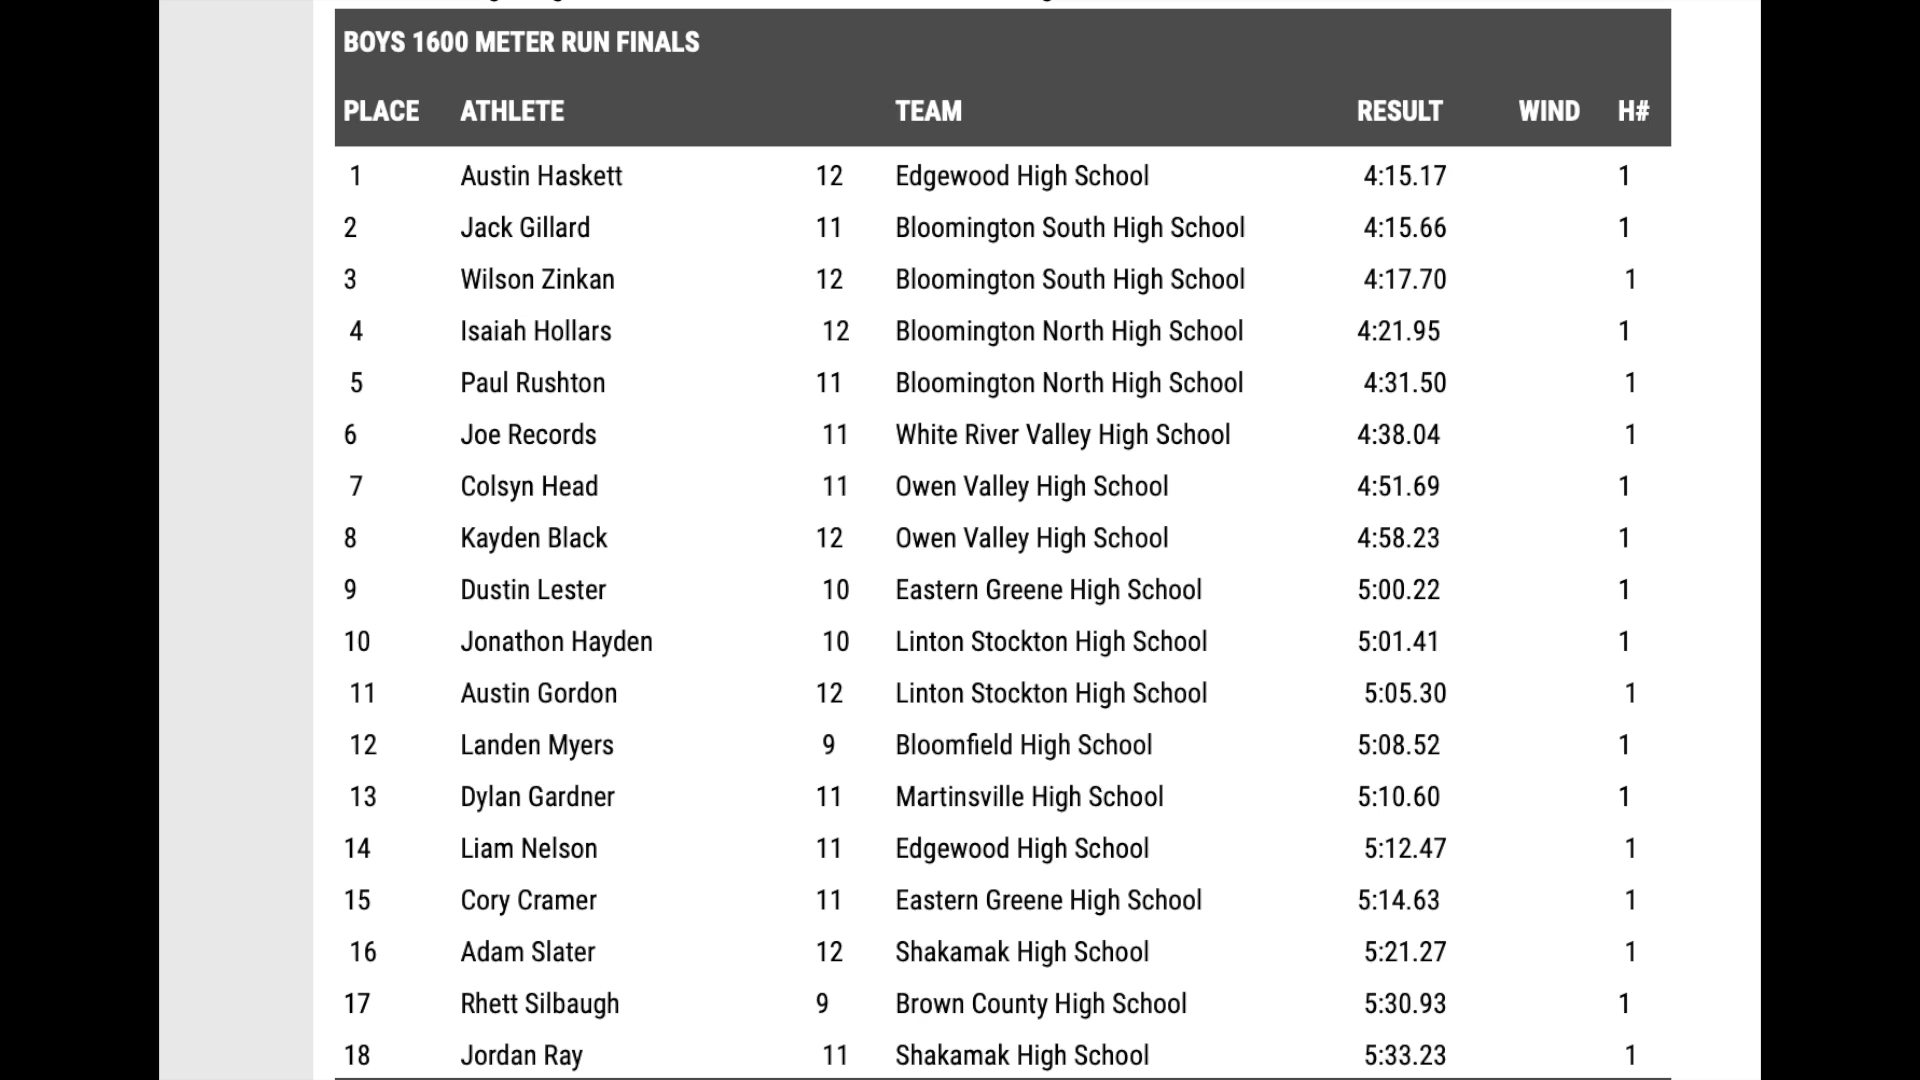 BOYS 1600 METER RUN FINALS
PLACE ATHLETE TEAM RESULT WIND H#
1 Austin Haskett 12 Edgewood High School 4:15.17 1
2 Jack Gillard 11 Bloomington South High School 4:15.66 1
3 Wilson Zinkan 12 Bloomington South High School 4:17.70 1
4 Isaiah Hollars 12 Bloomington North High School 4:21.95 1
5 Paul Rushton 11 Bloomington North High School 4:31.50 1
6 Joe Records 11 White River Valley High School 4:38.04 1
7 Colsyn Head 11 Owen Valley High School 4:51.69 1
8 Kayden Black 12 Owen Valley High School 4:58.23 1
9 Dustin Lester 10 Eastern Greene High School 5:00.22 1
10 Jonathon Hayden 10 Linton Stockton High School 5:01.41 1
11 Austin Gordon 12 Linton Stockton High School 5:05.30 1
12 Landen Myers 9 Bloomfield High School 5:08.52 1
13 Dylan Gardner 11 Martinsville High School 5:10.60 1
14 Liam Nelson 11 Edgewood High School 5:12.47 1
15 Cory Cramer 11 Eastern Greene High School 5:14.63 1
16 Adam Slater 12 Shakamak High School 5:21.27 1
17 Rhett Silbaugh 9 Brown County High School 5:30.93 1
18 Jordan Ray 11 Shakamak High School 5:33.23 1